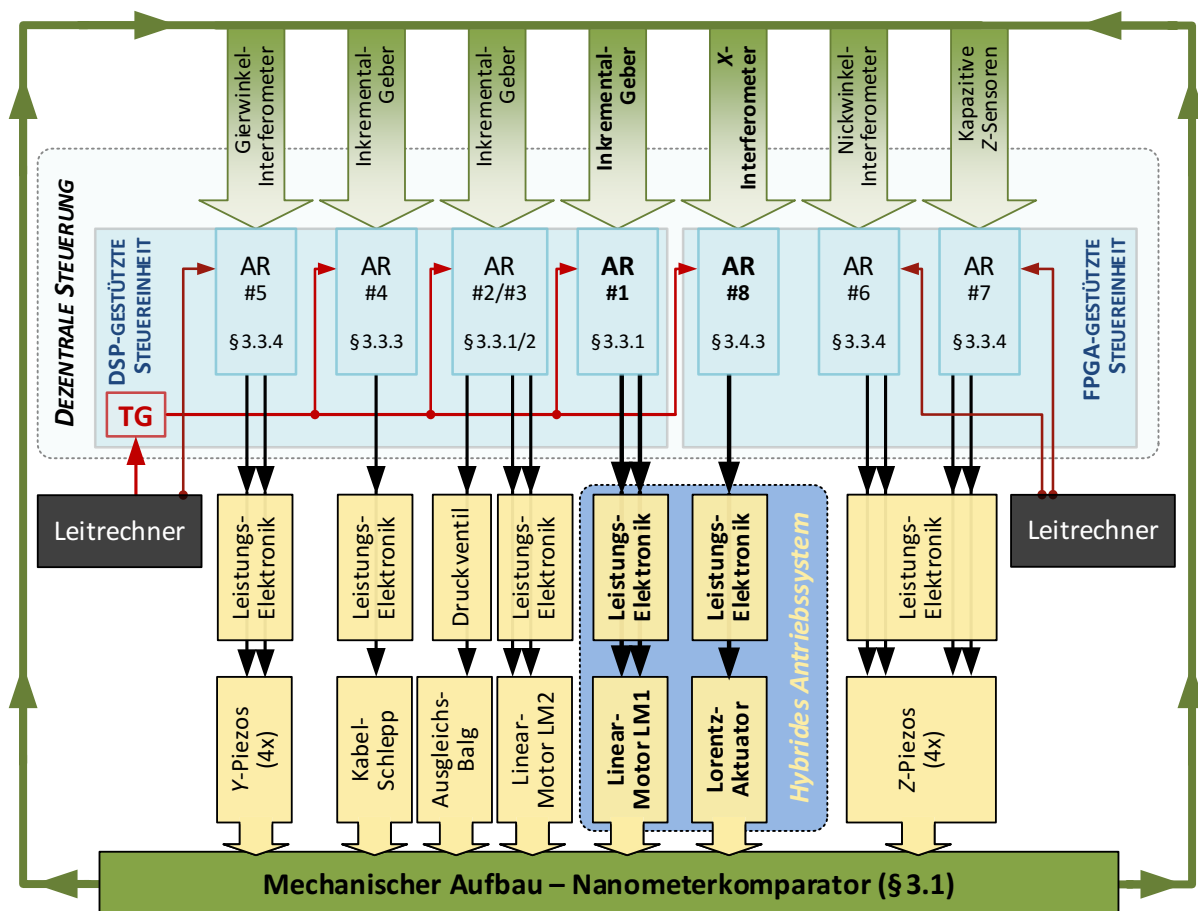 Gierwinkel-
Interferometer
Inkremental-
Geber
Inkremental-
Geber
Inkremental-
Geber
X-
Interferometer
Nickwinkel-
Interferometer
Kapazitive
Z-Sensoren
DEZENTRALE STEUERUNG
DSP-GESTÜTZTE
STEUEREINHEIT
AR
#5
§ 3.3.4
AR
#4
§ 3.3.3
AR
#2/#3
§ 3.3.1/2
AR
#1
§ 3.3.1
AR
#8
§ 3.4.3
AR
#6
§ 3.3.4
AR
#7
§ 3.3.4
FPGA-GESTÜTZTE
STEUEREINHEIT
TG
Leitrechner
Leistungs-
Elektronik
Leistungs-
Elektronik
Druckventil
Leistungs-
Elektronik
Leistungs-
Elektronik
Leistungs-
Elektronik
Leistungs-
Elektronik
Leitrechner
Hybrides Antriebssystem
Y-Piezos
(4x)
Kabel-
Schlepp
Ausgleichs-
Balg
Linear-
Motor LM2
Linear-
Motor LM1
Lorentz-
Aktuator
Z-Piezos
(4x)
Mechanischer Aufbau – Nanometerkomparator (§ 3.1)